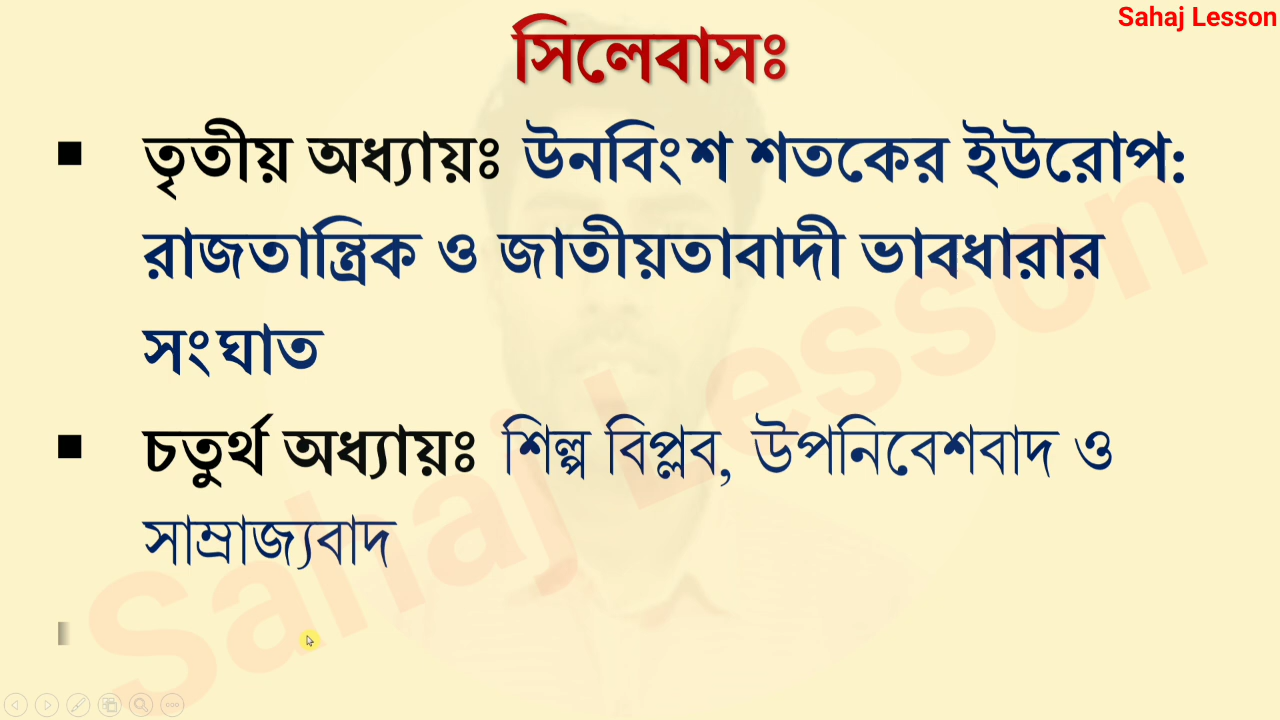 Sahaj Lesson
সিলেবাসঃ
▪ তৃতীয় অধ্যায়ঃ উনবিংশ শতকের ইউরোপ:
রাজতান্ত্রিক ও জাতীয়তাবাদী ভাবধারার
সংঘাত
▪ চতুর্থ অধ্যায়ঃ শিল্প বিপ্লব, উপনিবেশবাদ ও
সাম্রাজ্যবাদ
Sahaj Lesson